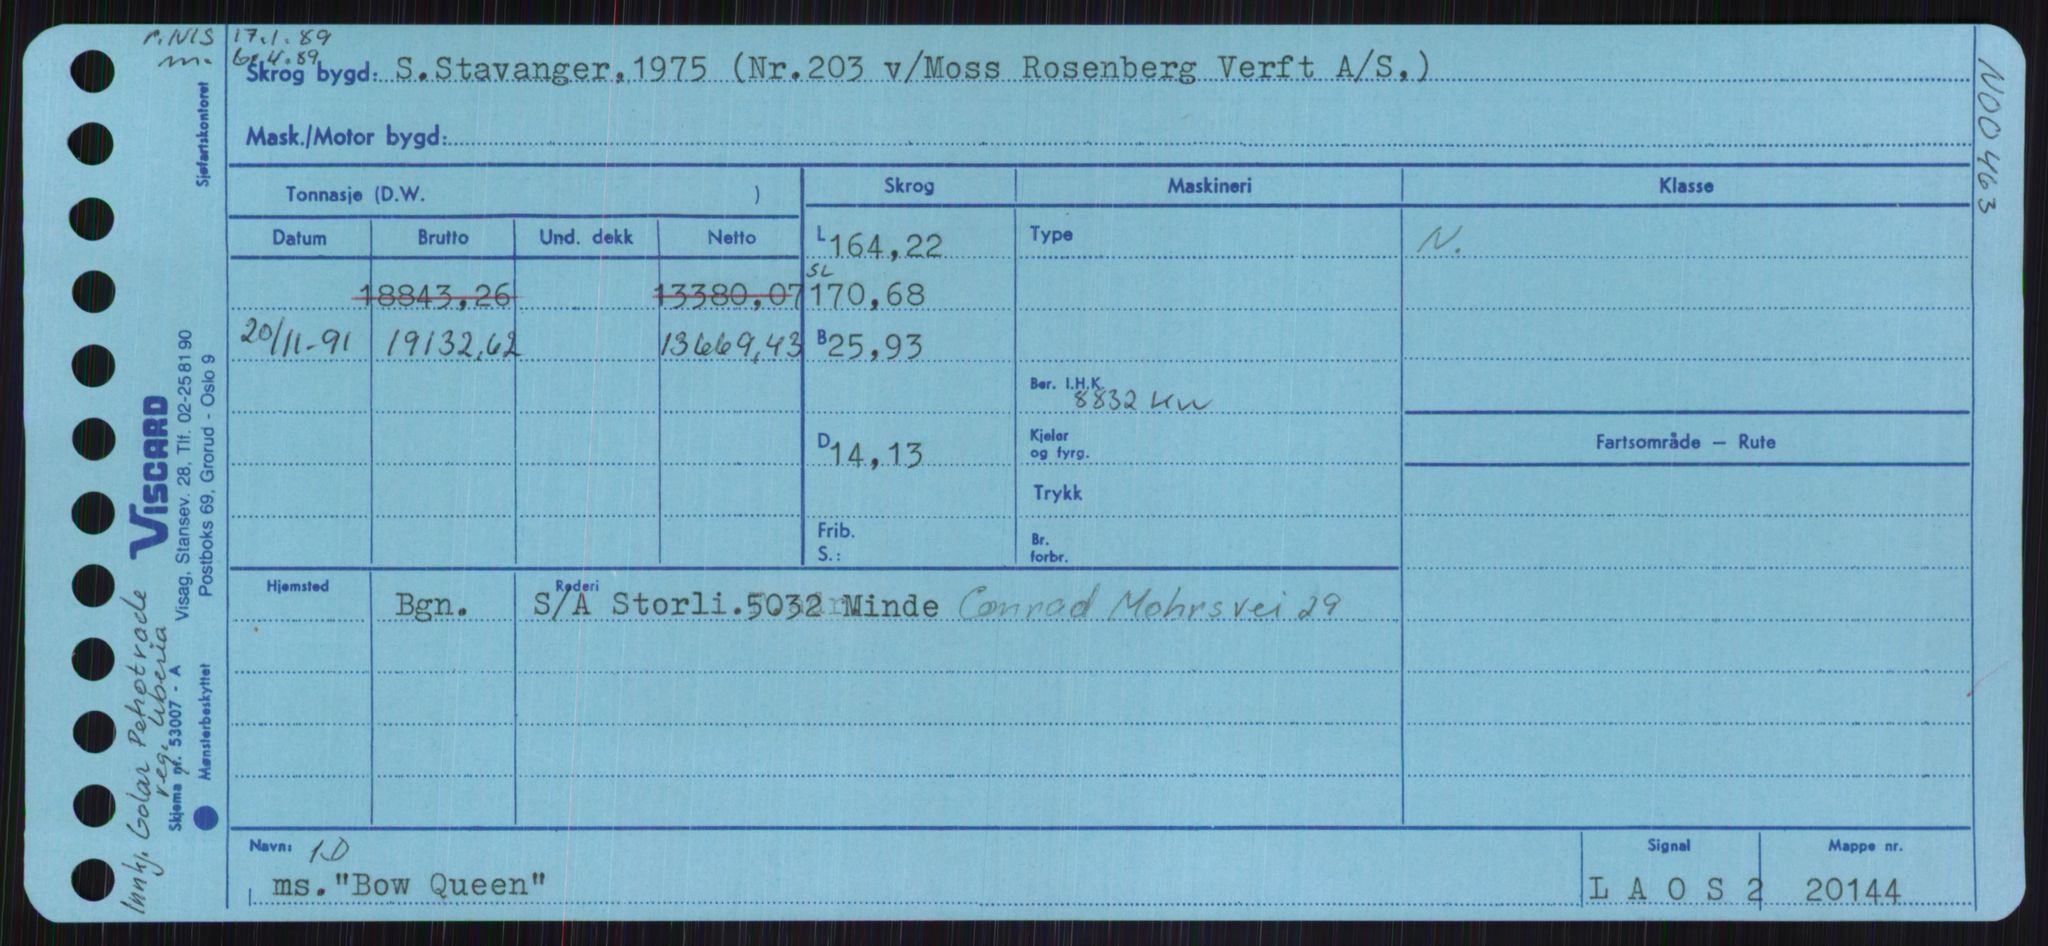 r.NIS 17.1.89
m. 6.4.89
Skrog bygd: S.Stavanger, 1975 (Nr.203 v/Moss Rosenberg Verft A/S.)
Mask./Motor bygd:
Tonnasje (D.W. )
Skrog Maskineri Klasse
Datum Brutto Und. dekk Netto
L 164,22 Type N.
18843,26 13380,07 SL 170,68
20/11-91 19132,62 13669,43 B 25,93
Ber. I.H.K. 8832 KW
D 14,13 Kjelar og fyrg. Fartsområde – Rute
Trykk
Frib.
S.: Br. forbr.
Hjemsted Rederi
Bgn. S/A Storli. 5032 Minde Conrad Mohrsvei 29
Navn: 1D Signal Mappe nr.
ms."Bow Queen" L A O S 2 20144
N00463
Sjøfartskontoret
VISCARD
Visag, Stansev. 28, Tlf. 02-25 81 90
Postboks 69, Grorud - Oslo 9
Skjema nr. 53007 - A
Mønsterbeskyttet
Innkj. Golar Petrotrade
reg. Liberia